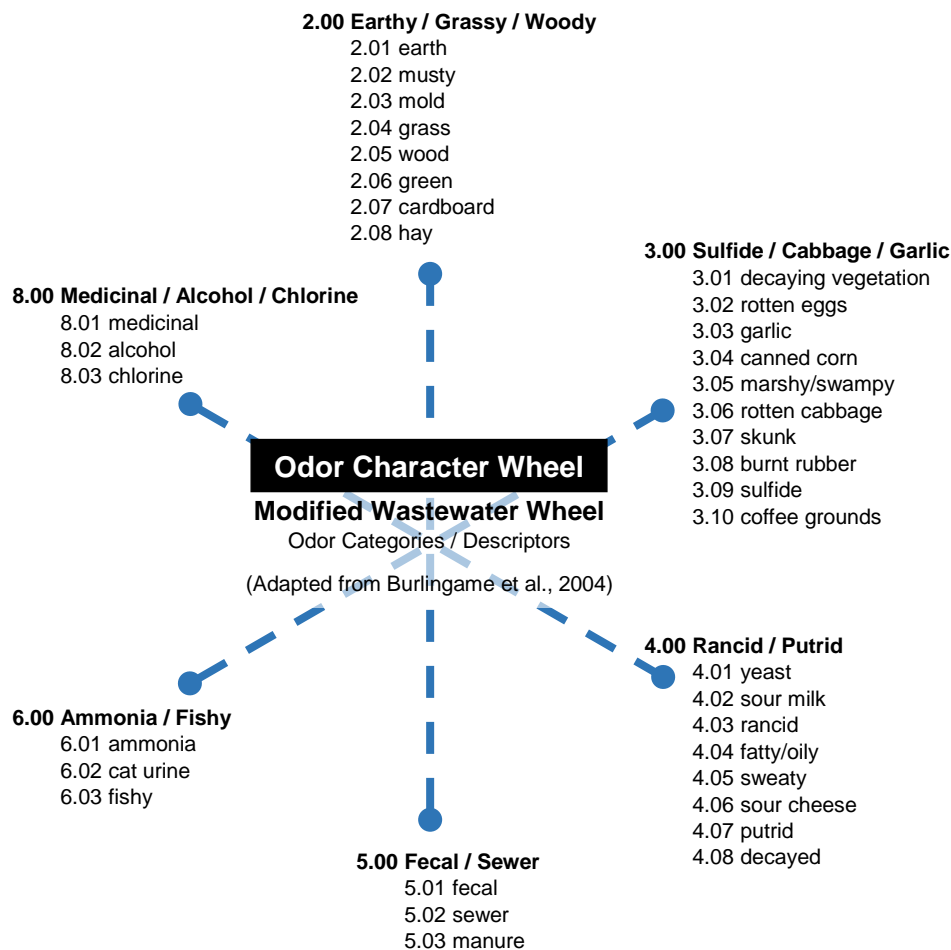 2.00 Earthy / Grassy / Woody
2.01 earth
2.02 musty
2.03 mold
2.04 grass
2.05 wood
2.06 green
2.07 cardboard
2.08 hay
3.00 Sulfide / Cabbage / Garlic
3.01 decaying vegetation
3.02 rotten eggs
3.03 garlic
3.04 canned corn
3.05 marshy/swampy
3.06 rotten cabbage
3.07 skunk
3.08 burnt rubber
3.09 sulfide
3.10 coffee grounds
8.00 Medicinal / Alcohol / Chlorine
8.01 medicinal
8.02 alcohol
8.03 chlorine
Odor Character Wheel
Modified Wastewater Wheel
Odor Categories / Descriptors
(Adapted from Burlingame et al., 2004)
4.00 Rancid / Putrid
4.01 yeast
4.02 sour milk
4.03 rancid
4.04 fatty/oily
4.05 sweaty
4.06 sour cheese
4.07 putrid
4.08 decayed
6.00 Ammonia / Fishy
6.01 ammonia
6.02 cat urine
6.03 fishy
5.00 Fecal / Sewer
5.01 fecal
5.02 sewer
5.03 manure